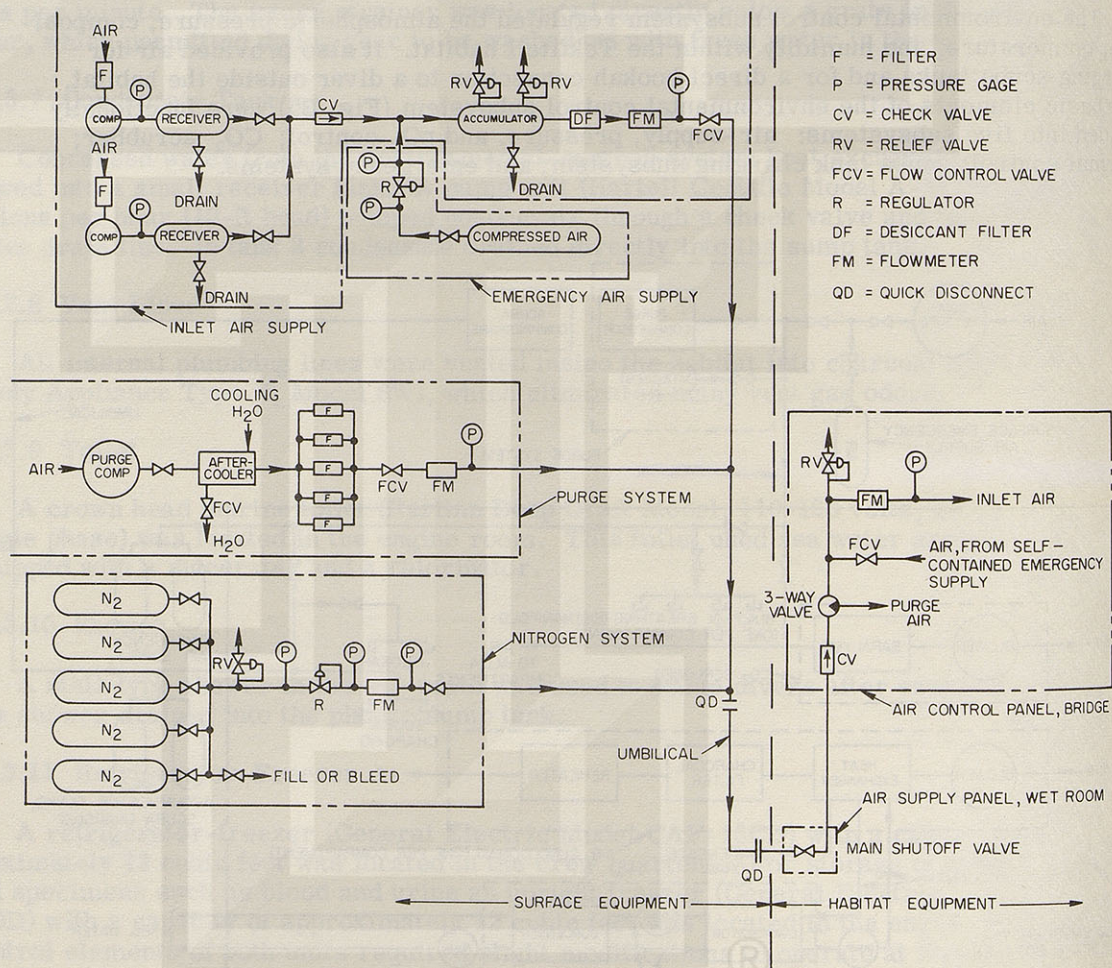 AIR
F
P
COMP
RECEIVER
AIR
DRAIN
F
P
COMP
RECEIVER
DRAIN
INLET AIR SUPPLY
CV
RV
RV
ACCUMULATOR
DF
FM
P
FCV
DRAIN
P
R
P
COMPRESSED AIR
EMERGENCY AIR SUPPLY
F = FILTER
P = PRESSURE GAGE
CV = CHECK VALVE
RV = RELIEF VALVE
FCV = FLOW CONTROL VALVE
R = REGULATOR
DF = DESICCANT FILTER
FM = FLOWMETER
QD = QUICK DISCONNECT
COOLING
H2O
AIR
PURGE
COMP
AFTER-
COOLER
FCV
H2O
F
F
F
F
F
FCV
FM
P
PURGE SYSTEM
N2
N2
N2
N2
N2
RV
P
R
P
FM
P
FILL OR BLEED
NITROGEN SYSTEM
QD
UMBILICAL
QD
RV
P
FM
INLET AIR
FCV
AIR, FROM SELF-
CONTAINED EMERGENCY
SUPPLY
3-WAY
VALVE
PURGE
AIR
CV
AIR CONTROL PANEL, BRIDGE
AIR SUPPLY PANEL, WET ROOM
MAIN SHUTOFF VALVE
SURFACE EQUIPMENT
HABITAT EQUIPMENT